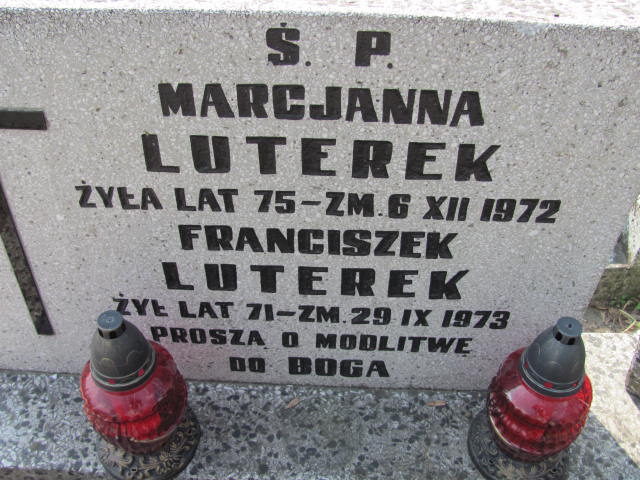 Ś. P.
MARCJANNA
LUTEREK
ŻYŁA LAT 75-ZM. 6 XII 1972
FRANCISZEK
LUTEREK
ŻYŁ LAT 71-ZM. 29 IX 1973
PROSZĄ O MODLITWĘ
DO BOGA